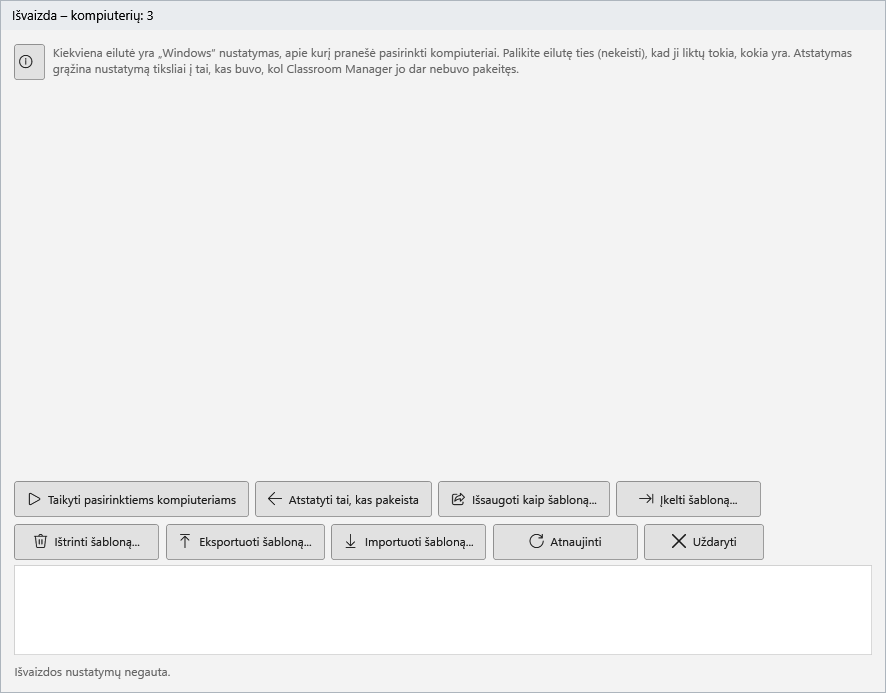 Išvaizda – kompiuterių: 3
Kiekviena eilutė yra „Windows“ nustatymas, apie kurį pranešė pasirinkti kompiuteriai. Palikite eilutę ties (nekeisti), kad ji liktų tokia, kokia yra. Atstatymas
grąžina nustatymą tiksliai į tai, kas buvo, kol Classroom Manager jo dar nebuvo pakeitęs.
Taikyti pasirinktiems kompiuteriams
Atstatyti tai, kas pakeista
Išsaugoti kaip šabloną...
Įkelti šabloną...
Ištrinti šabloną...
Eksportuoti šabloną...
Importuoti šabloną...
Atnaujinti
Uždaryti
Išvaizdos nustatymų negauta.